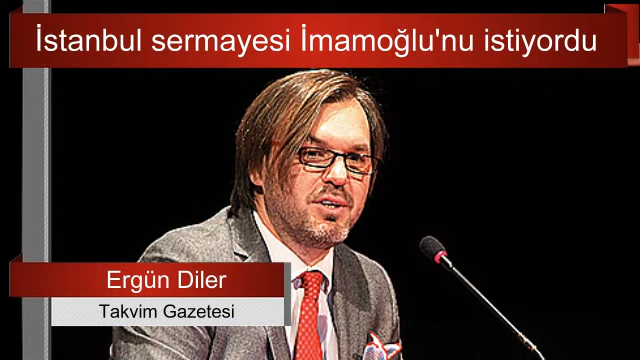 İstanbul sermayesi İmamoğlu'nu istiyordu
Ergün Diler
Takvim Gazetesi